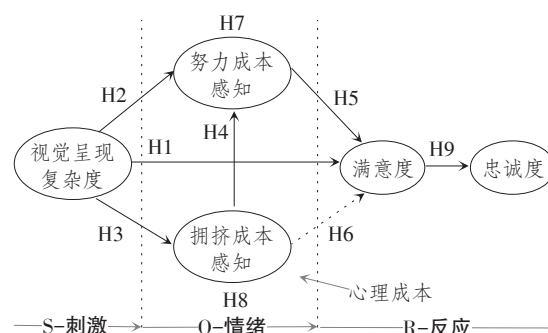 H7
努力成本
感知
H2
H5
H4
视觉呈现
复杂度
H1
满意度
H9
忠诚度
H3
拥挤成本
感知
H6
H8
心理成本
S-刺激
O-情绪
R-反应